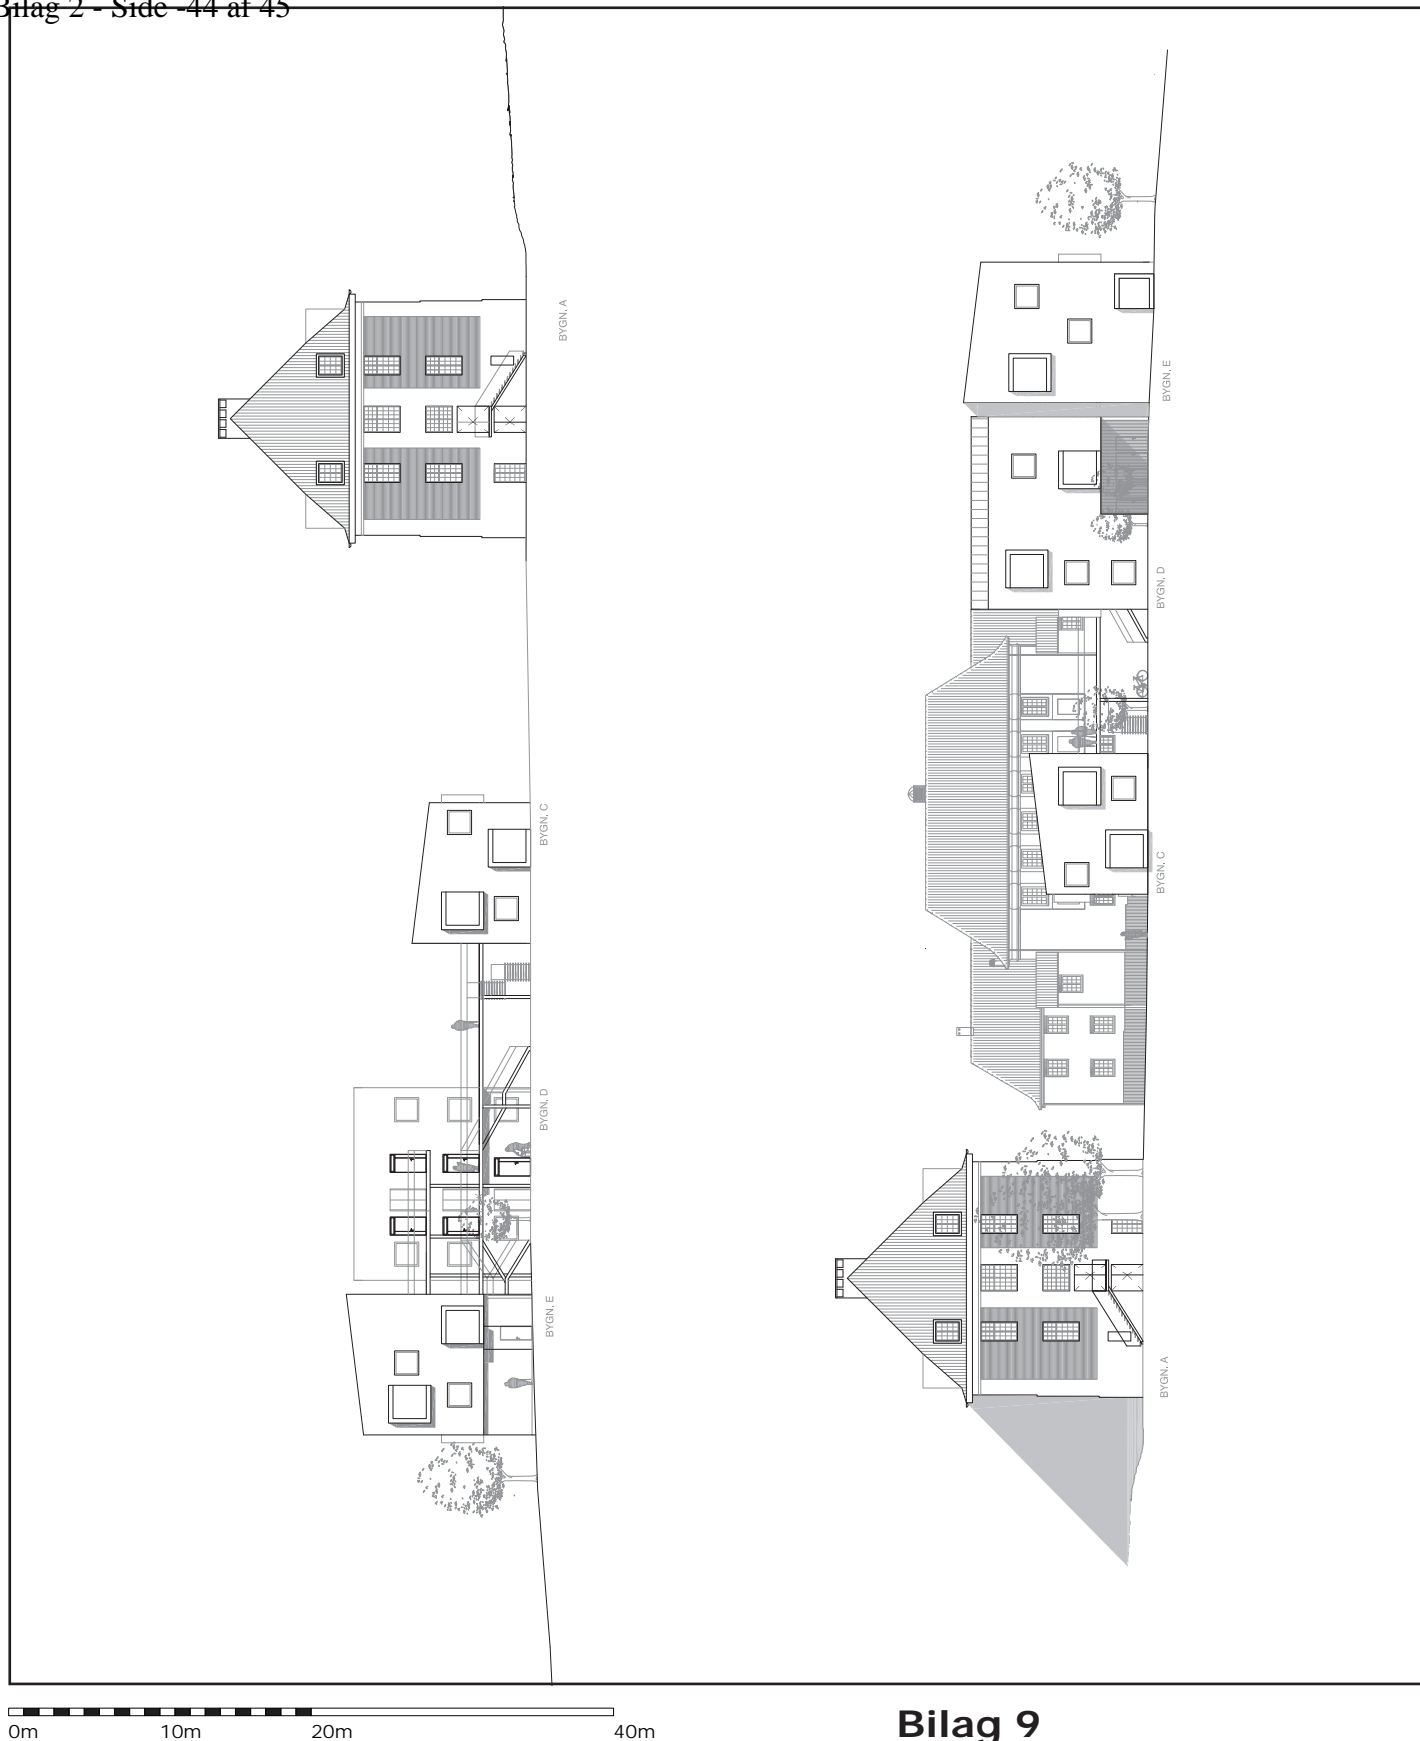 Bilag 2 - Side -44 af 45
BYGN. A
BYGN. C
BYGN. D
BYGN. E
BYGN. E
BYGN. D
BYGN. C
BYGN. A
0m 10m 20m 40m
Bilag 9